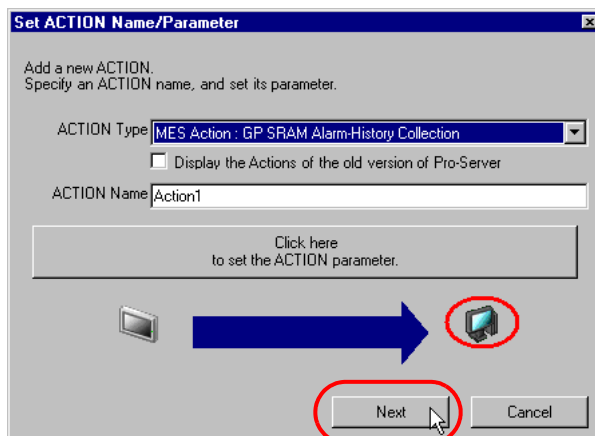 Set ACTION Name/Parameter
Add a new ACTION.
Specify an ACTION name, and set its parameter.
ACTION Type MES Action : GP SRAM Alarm-History Collection
Display the Actions of the old version of Pro-Server
ACTION Name Action1
Click here
to set the ACTION parameter.
Next Cancel